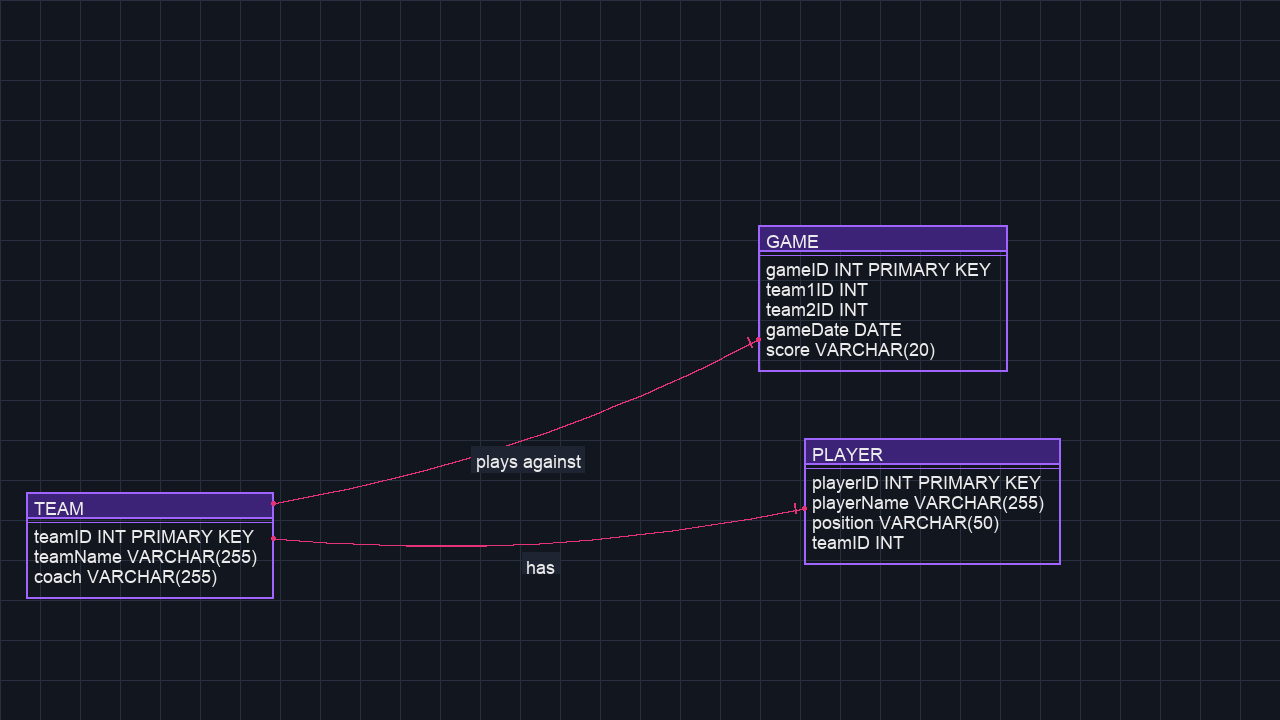 GAME
gameID INT PRIMARY KEY
team1ID INT
team2ID INT
gameDate DATE
score VARCHAR(20)
plays against
PLAYER
playerID INT PRIMARY KEY
playerName VARCHAR(255)
position VARCHAR(50)
teamID INT
TEAM
teamID INT PRIMARY KEY
teamName VARCHAR(255)
coach VARCHAR(255)
has